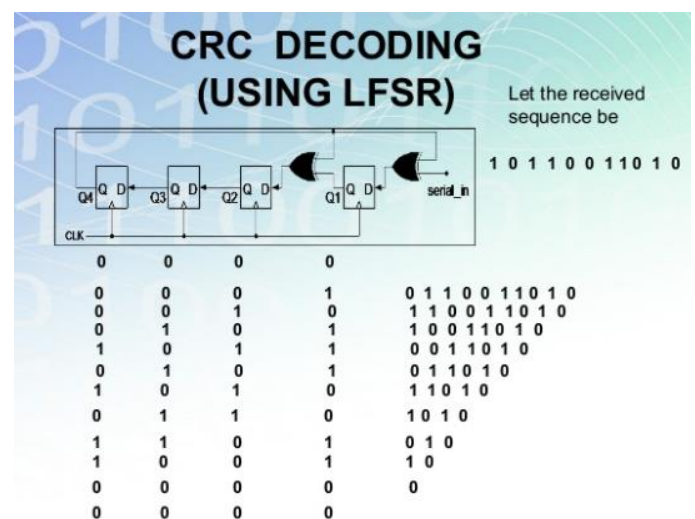 CRC DECODING
(USING LFSR)
Let the received
sequence be
1 0 1 1 0 0 1 1 0 1 0
Q D Q D Q D Q D
Q4 Q3 Q2 Q1 serial_in
CLK
0 0 0 0
0 0 0 1 0 1 1 0 0 1 1 0 1 0
0 0 1 0 1 1 0 0 1 1 0 1 0
0 1 0 1 1 0 0 1 1 0 1 0
1 0 1 1 0 0 1 1 0 1 0
0 1 0 1 0 1 1 0 1 0
1 0 1 0 1 1 0 1 0
0 1 1 0 1 0 1 0
1 1 0 1 0 1 0
1 0 0 1 1 0
0 0 0 0 0
0 0 0 0